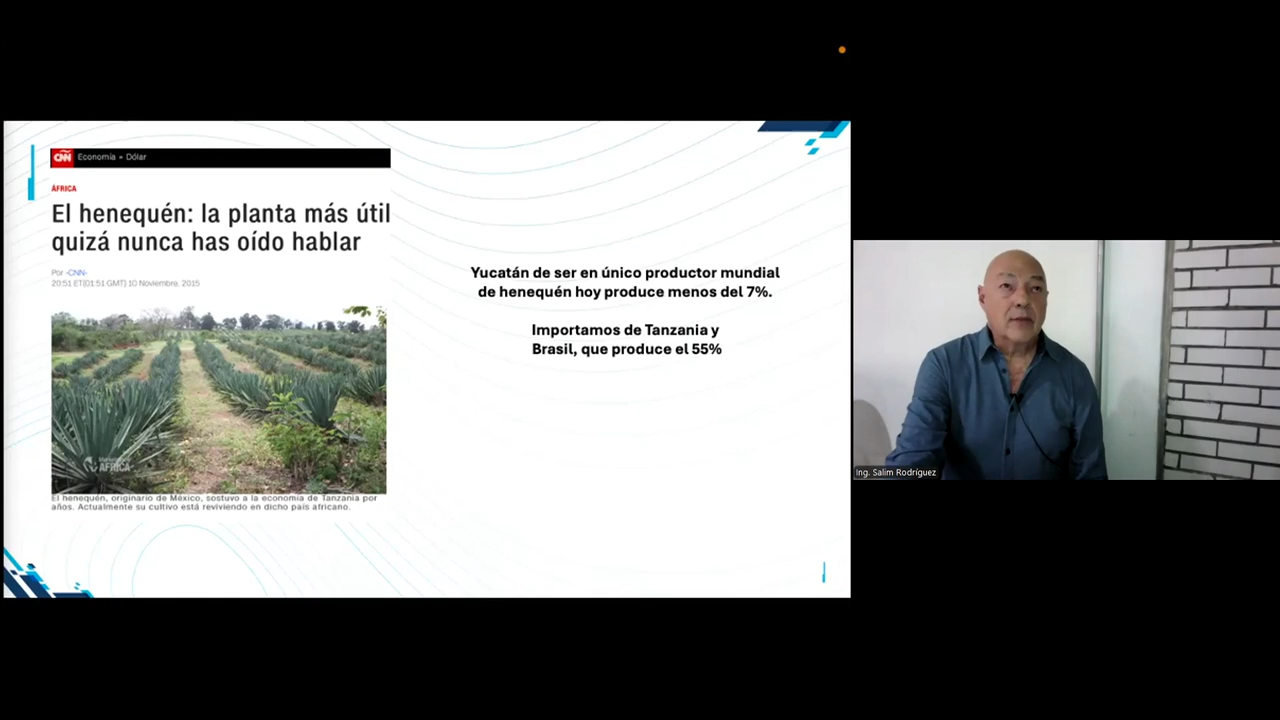 CNN Economía + Dólar
ÁFRICA
El henequén: la planta más útil
quizá nunca has oído hablar
Por -CNN-
20:51 ET(01:51 GMT) 10 Noviembre, 2015
ÁFRICA
El henequén, originario de México, sostuvo a la economía de Tanzania por
años. Actualmente su cultivo está reviviendo en dicho país africano.
Yucatán de ser en único productor mundial
de henequén hoy produce menos del 7%.
Importamos de Tanzania y
Brasil, que produce el 55%
Ing. Salim Rodríguez